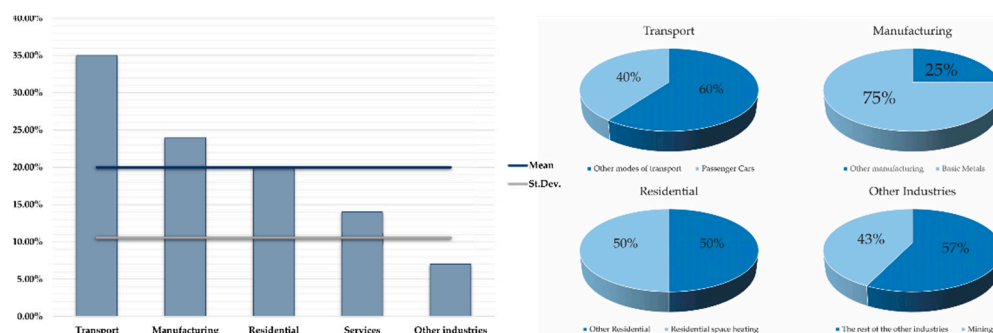 40.00%
35.00%
30.00%
25.00%
20.00%
15.00%
10.00%
5.00%
0.00%
Transport Manufacturing Residential Services Other industries
Mean
St.Dev.
Transport
40% 60%
Other modes of transport Passenger Cars
Manufacturing
25%
75%
Other manufacturing Basic Metals
Residential
50% 50%
Other Residential Residential space heating
Other Industries
43% 57%
The rest of the other industries Mining